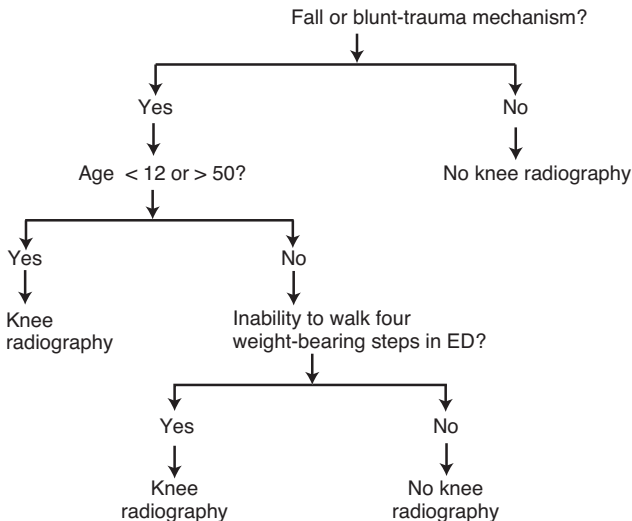 Fall or blunt-trauma mechanism?
Yes
No
Age < 12 or > 50?
No knee radiography
Yes
No
Knee
radiography
Inability to walk four
weight-bearing steps in ED?
Yes
No
Knee
radiography
No knee
radiography